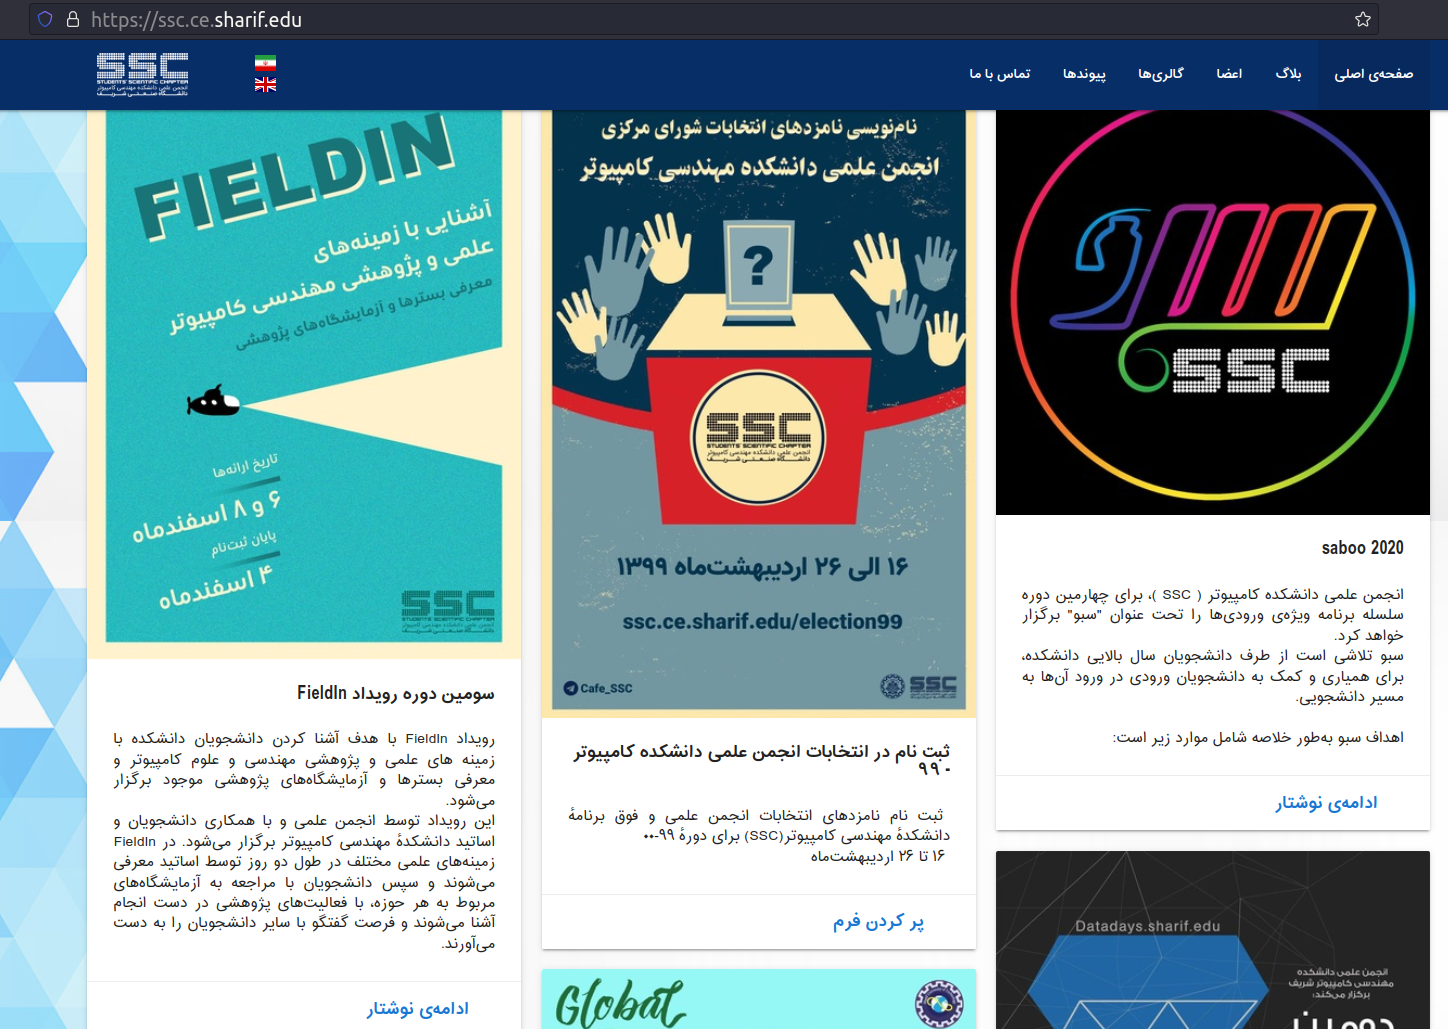 https://ssc.ce.sharif.edu
صفحه‌ی اصلی
بلاگ
اعضا
گالری‌ها
پیوندها
تماس با ما
SSC
STUDENTS' SCIENTIFIC CHAPTER
انجمن علمی دانشکده مهندسی کامپیوتر
دانشگاه صنعتی شریف
SSC
saboo 2020
انجمن علمی دانشکده کامپیوتر ( SSC )، برای چهارمین دوره
سلسله برنامه ویژه‌ی ورودی‌ها را تحت عنوان "سبو" برگزار
خواهد کرد.
سبو تلاشی است از طرف دانشجویان سال بالایی دانشکده،
برای همیاری و کمک به دانشجویان ورودی در ورود آن‌ها به
مسیر دانشجویی.
اهداف سبو به‌طور خلاصه شامل موارد زیر است:
ادامه‌ی نوشتار
Datadays.sharif.edu
انجمن علمی دانشکده
مهندسی کامپیوتر شریف
برگزار می‌کند:
نام‌نویسی نامزدهای انتخابات شورای مرکزی
انجمن علمی دانشکده مهندسی کامپیوتر
?
SSC
STUDENTS' SCIENTIFIC CHAPTER
انجمن علمی دانشکده مهندسی کامپیوتر
دانشگاه صنعتی شریف
۱۶ الی ۲۶ اردیبهشت‌ماه ۱۳۹۹
ssc.ce.sharif.edu/election99
Cafe_SSC
SSC
ثبت نام در انتخابات انجمن علمی دانشکده کامپیوتر
- ۹۹
ثبت نام نامزدهای انتخابات انجمن علمی و فوق برنامهٔ
دانشکدهٔ مهندسی کامپیوتر(SSC) برای دورهٔ ۹۹-۰۰
۱۶ تا ۲۶ اردیبهشت‌ماه
پر کردن فرم
Global
FIELDIN
آشنایی با زمینه‌های
علمی و پژوهشی مهندسی کامپیوتر
معرفی بسترها و آزمایشگاه‌های پژوهشی
تاریخ ارائه‌ها
۶ و ۸ اسفندماه
پایان ثبت‌نام
۴ اسفندماه
SSC
STUDENTS' SCIENTIFIC CHAPTER
انجمن علمی دانشکده مهندسی کامپیوتر
دانشگاه صنعتی شریف
سومین دوره رویداد FieldIn
رویداد FieldIn با هدف آشنا کردن دانشجویان دانشکده با
زمینه های علمی و پژوهشی مهندسی و علوم کامپیوتر و
معرفی بسترها و آزمایشگاه‌های پژوهشی موجود برگزار
می‌شود.
این رویداد توسط انجمن علمی و با همکاری دانشجویان و
اساتید دانشکدهٔ مهندسی کامپیوتر برگزار می‌شود. در FieldIn
زمینه‌های علمی مختلف در طول دو روز توسط اساتید معرفی
می‌شوند و سپس دانشجویان با مراجعه به آزمایشگاه‌های
مربوط به هر حوزه، با فعالیت‌های پژوهشی در دست انجام
آشنا می‌شوند و فرصت گفتگو با سایر دانشجویان را به دست
می‌آورند.
ادامه‌ی نوشتار